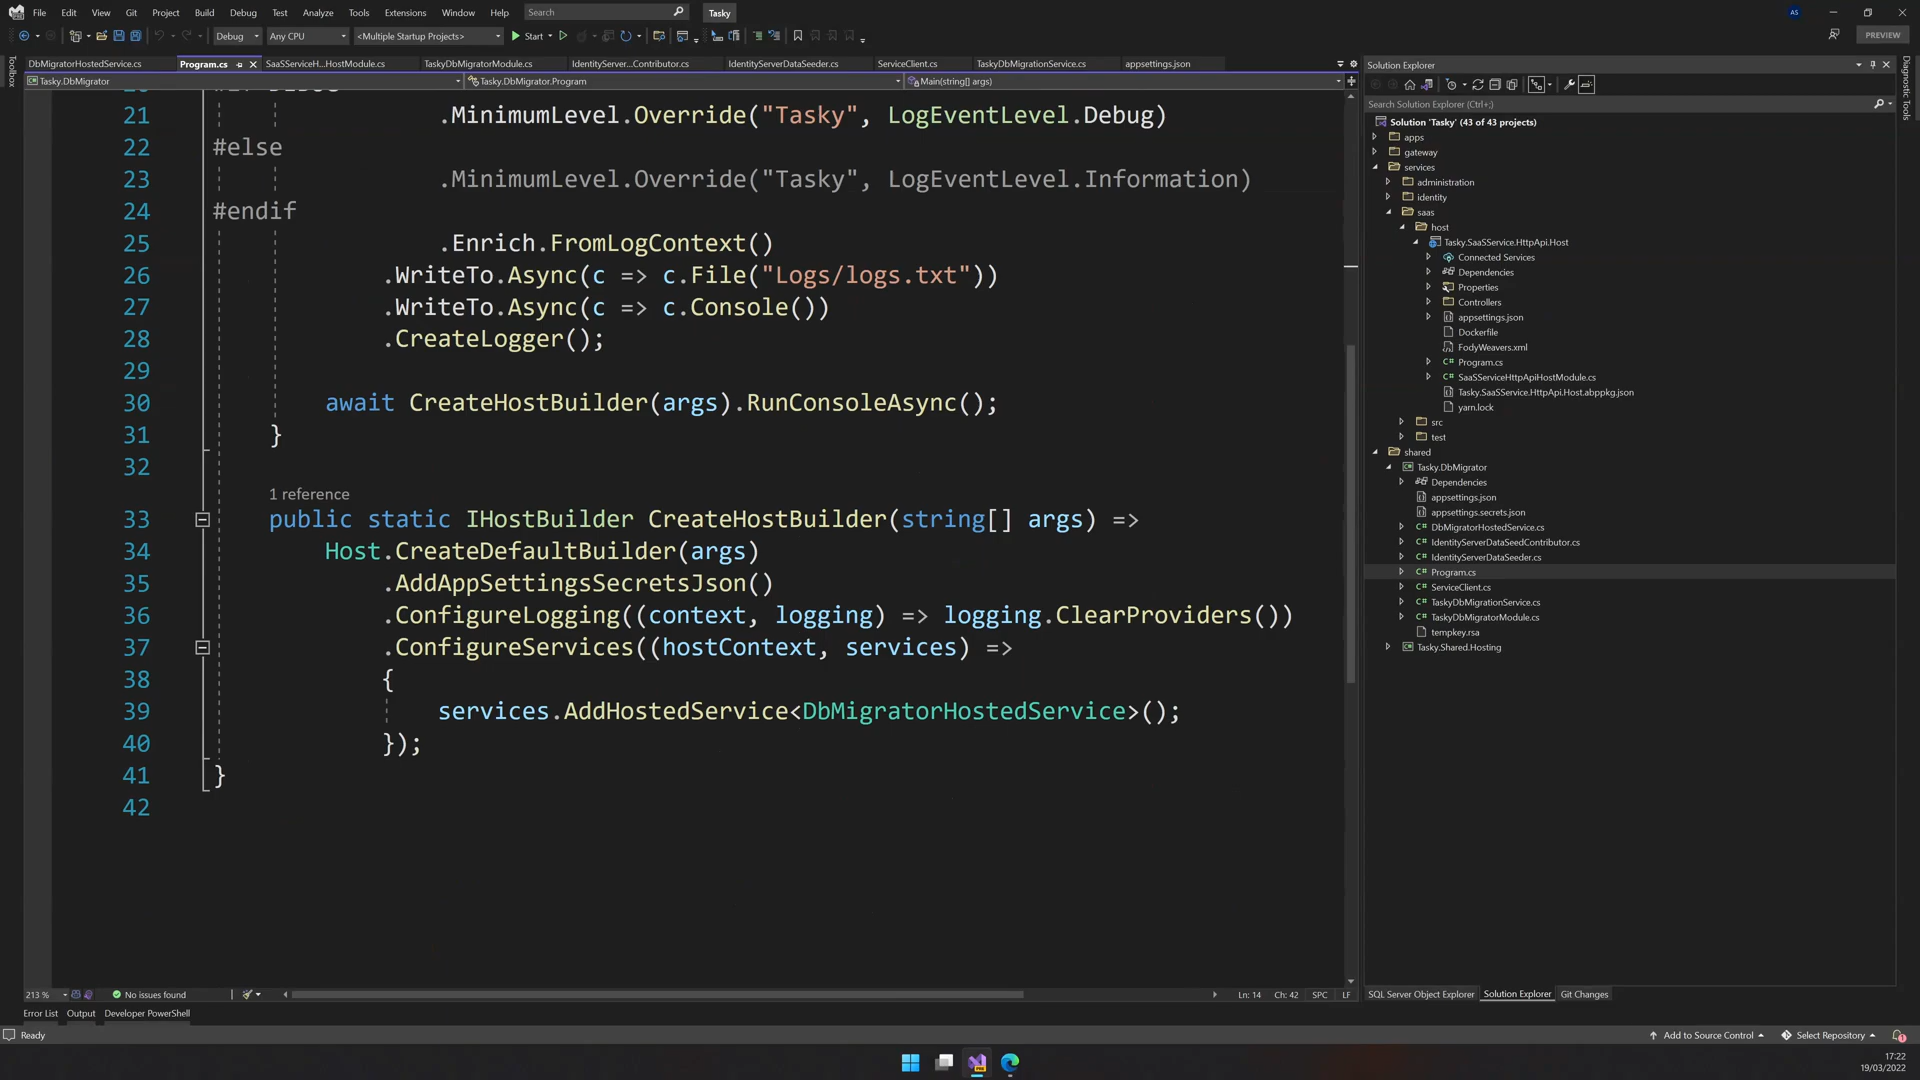 File Edit View Git Project Build Debug Test Analyze Tools Extensions Window Help Search Tasky AS
Debug Any CPU <Multiple Startup Projects> Start PREVIEW
DbMigratorHostedService.cs Program.cs SaaSServiceH...HostModule.cs TaskyDbMigratorModule.cs IdentityServer...Contributor.cs IdentityServerDataSeeder.cs ServiceClient.cs TaskyDbMigrationService.cs appsettings.json
Toolbox
Tasky.DbMigrator Tasky.DbMigrator.Program Main(string[] args)
21 .MinimumLevel.Override("Tasky", LogEventLevel.Debug)
22 #else
23 .MinimumLevel.Override("Tasky", LogEventLevel.Information)
24 #endif
25 .Enrich.FromLogContext()
26 .WriteTo.Async(c => c.File("Logs/logs.txt"))
27 .WriteTo.Async(c => c.Console())
28 .CreateLogger();
29
30 await CreateHostBuilder(args).RunConsoleAsync();
31 }
32
1 reference
33 public static IHostBuilder CreateHostBuilder(string[] args) =>
34 Host.CreateDefaultBuilder(args)
35 .AddAppSettingsSecretsJson()
36 .ConfigureLogging((context, logging) => logging.ClearProviders())
37 .ConfigureServices((hostContext, services) =>
38 {
39 services.AddHostedService<DbMigratorHostedService>();
40 });
41 }
42
213 % No issues found Ln: 14 Ch: 42 SPC LF
Solution Explorer
Search Solution Explorer (Ctrl+;)
Solution 'Tasky' (43 of 43 projects)
apps
gateway
services
administration
identity
saas
host
Tasky.SaaSService.HttpApi.Host
Connected Services
Dependencies
Properties
Controllers
appsettings.json
Dockerfile
FodyWeavers.xml
Program.cs
SaaSServiceHttpApiHostModule.cs
Tasky.SaaSService.HttpApi.Host.abppkg.json
yarn.lock
src
test
shared
Tasky.DbMigrator
Dependencies
appsettings.json
appsettings.secrets.json
DbMigratorHostedService.cs
IdentityServerDataSeedContributor.cs
IdentityServerDataSeeder.cs
Program.cs
ServiceClient.cs
TaskyDbMigrationService.cs
TaskyDbMigratorModule.cs
tempkey.rsa
Tasky.Shared.Hosting
SQL Server Object Explorer Solution Explorer Git Changes
Diagnostic Tools
Error List Output Developer PowerShell
Ready Add to Source Control Select Repository 1
17:22
19/03/2022